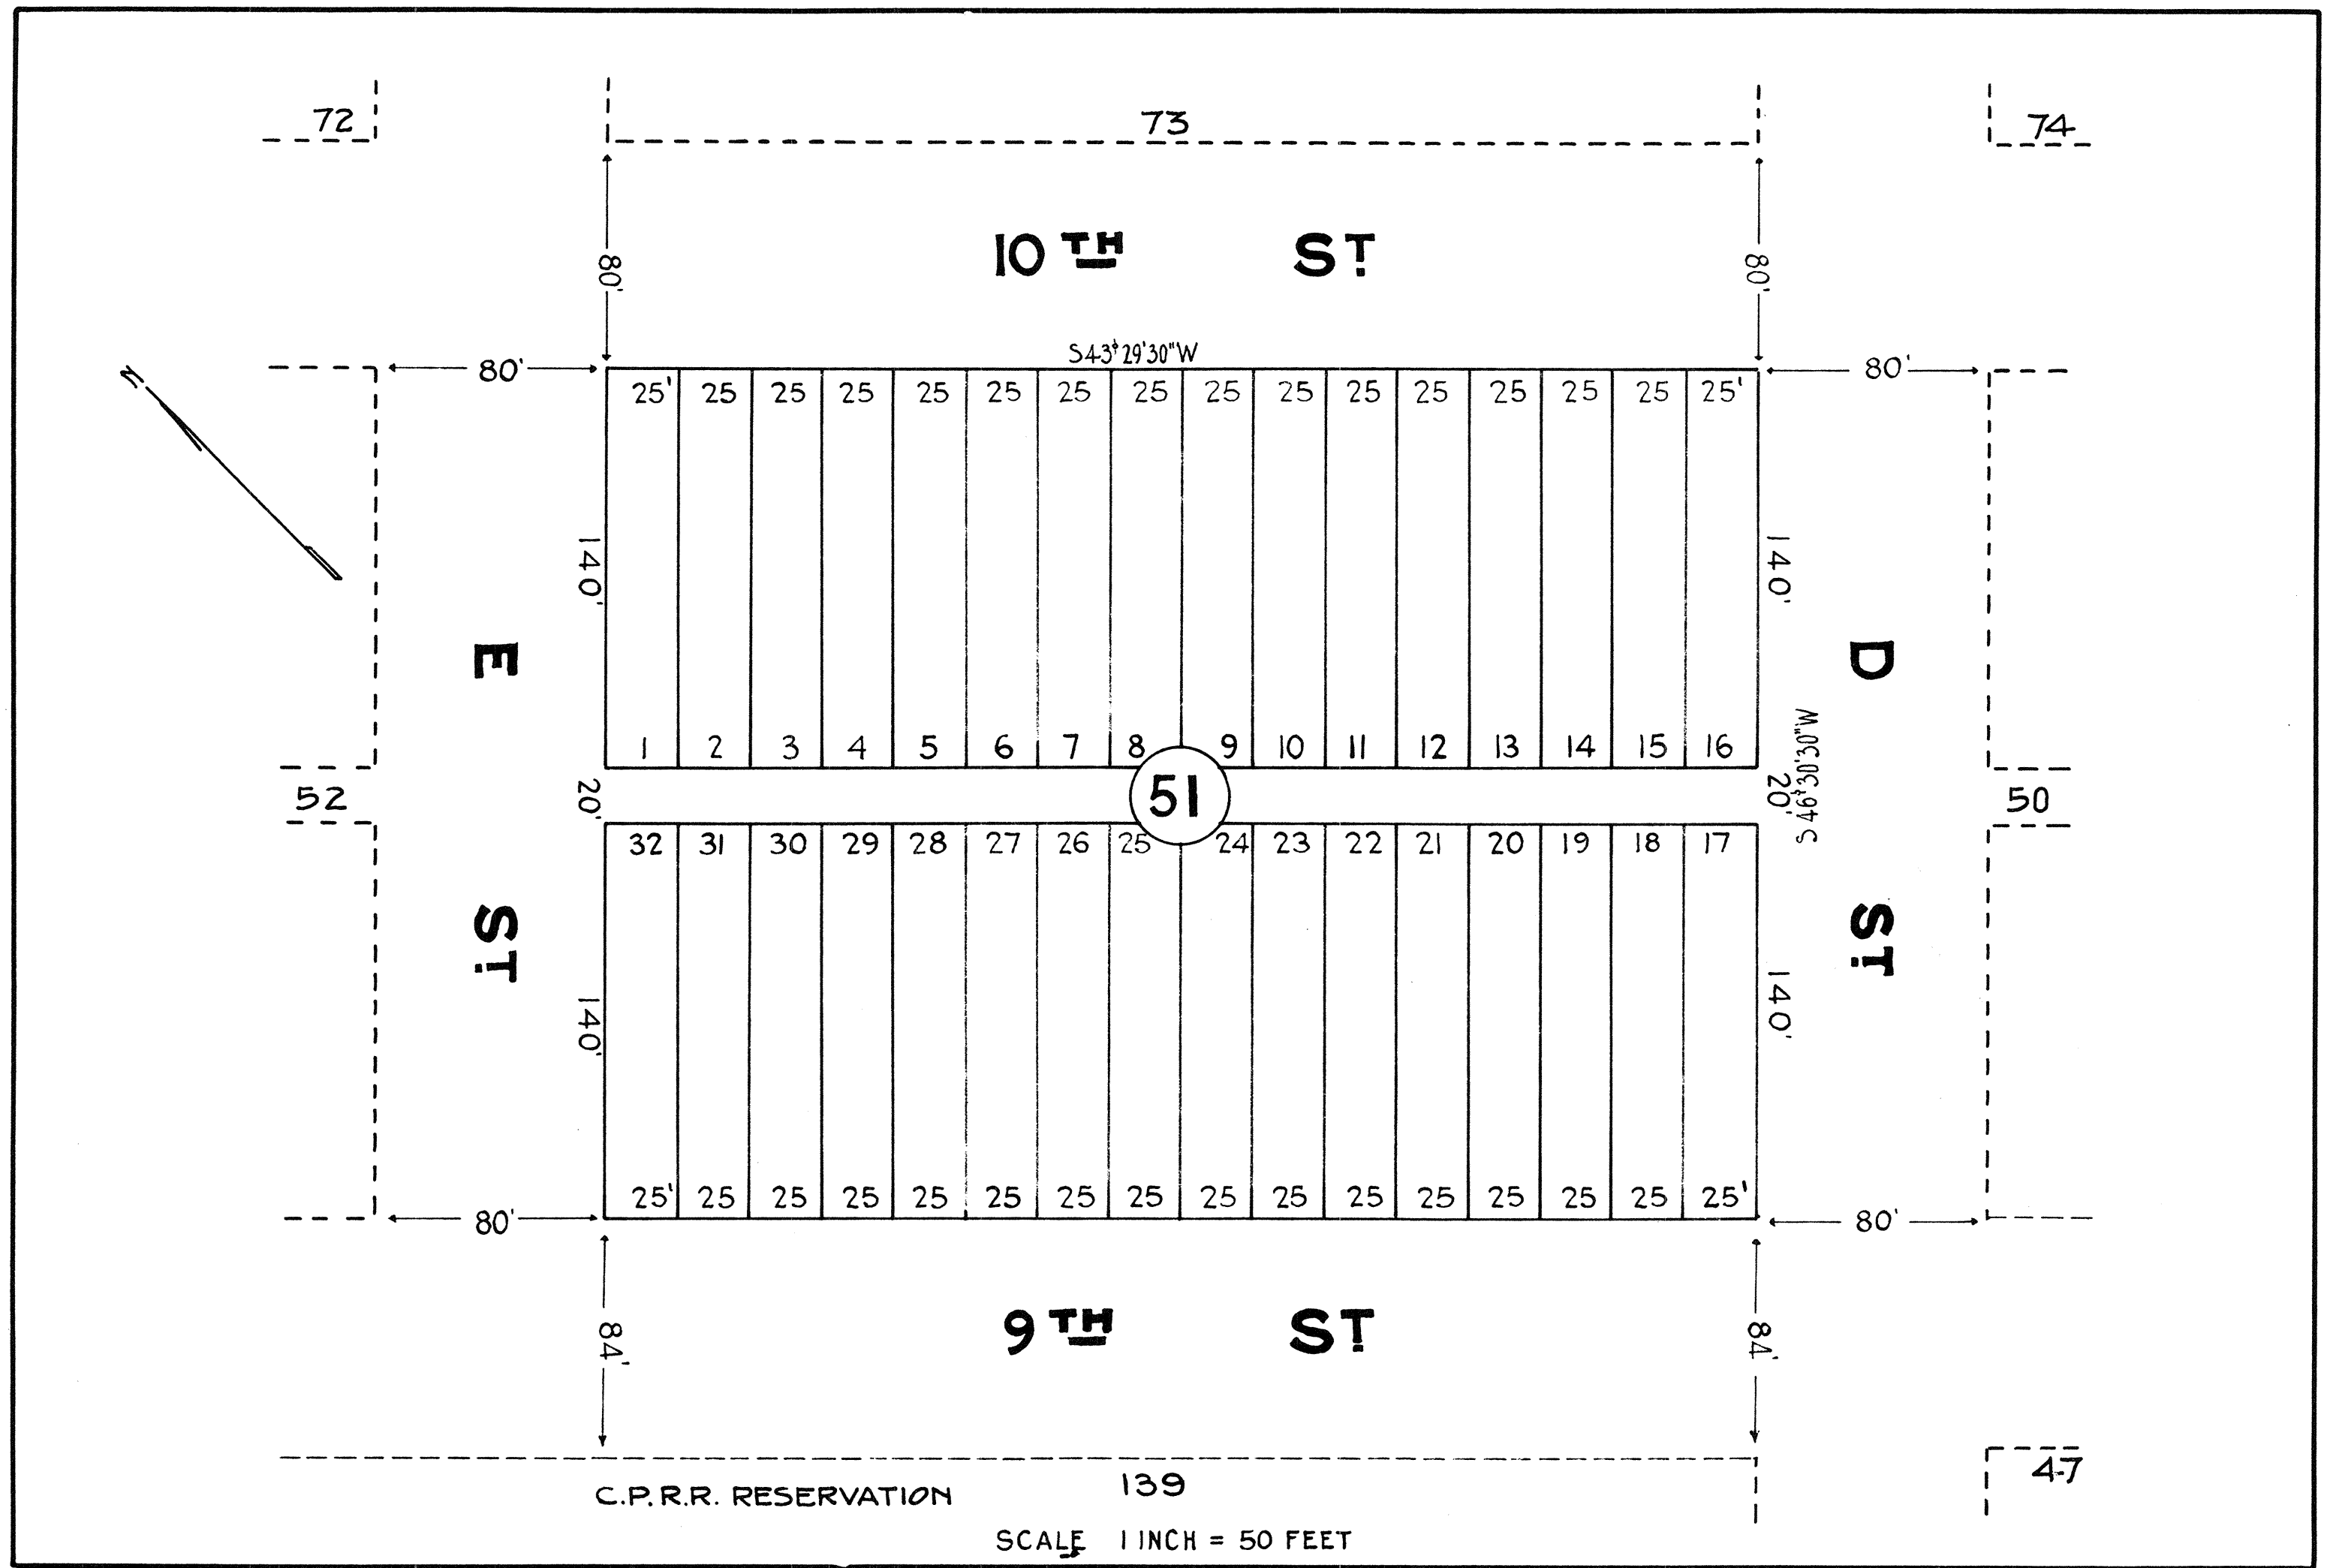 72 73 74
10TH ST
80' 80'
S43°29'30"W
80' 80'
25' 25 25 25 25 25 25 25 25 25 25 25 25 25 25 25'
140' 140'
E ST
D ST
1 2 3 4 5 6 7 8 9 10 11 12 13 14 15 16
52 20' 51 20' S46°30'30"W 50
32 31 30 29 28 27 26 25 24 23 22 21 20 19 18 17
140' 140'
25' 25 25 25 25 25 25 25 25 25 25 25 25 25 25 25'
80' 80'
9TH ST
84' 84'
C.P.R.R. RESERVATION 139 47
SCALE 1 INCH = 50 FEET